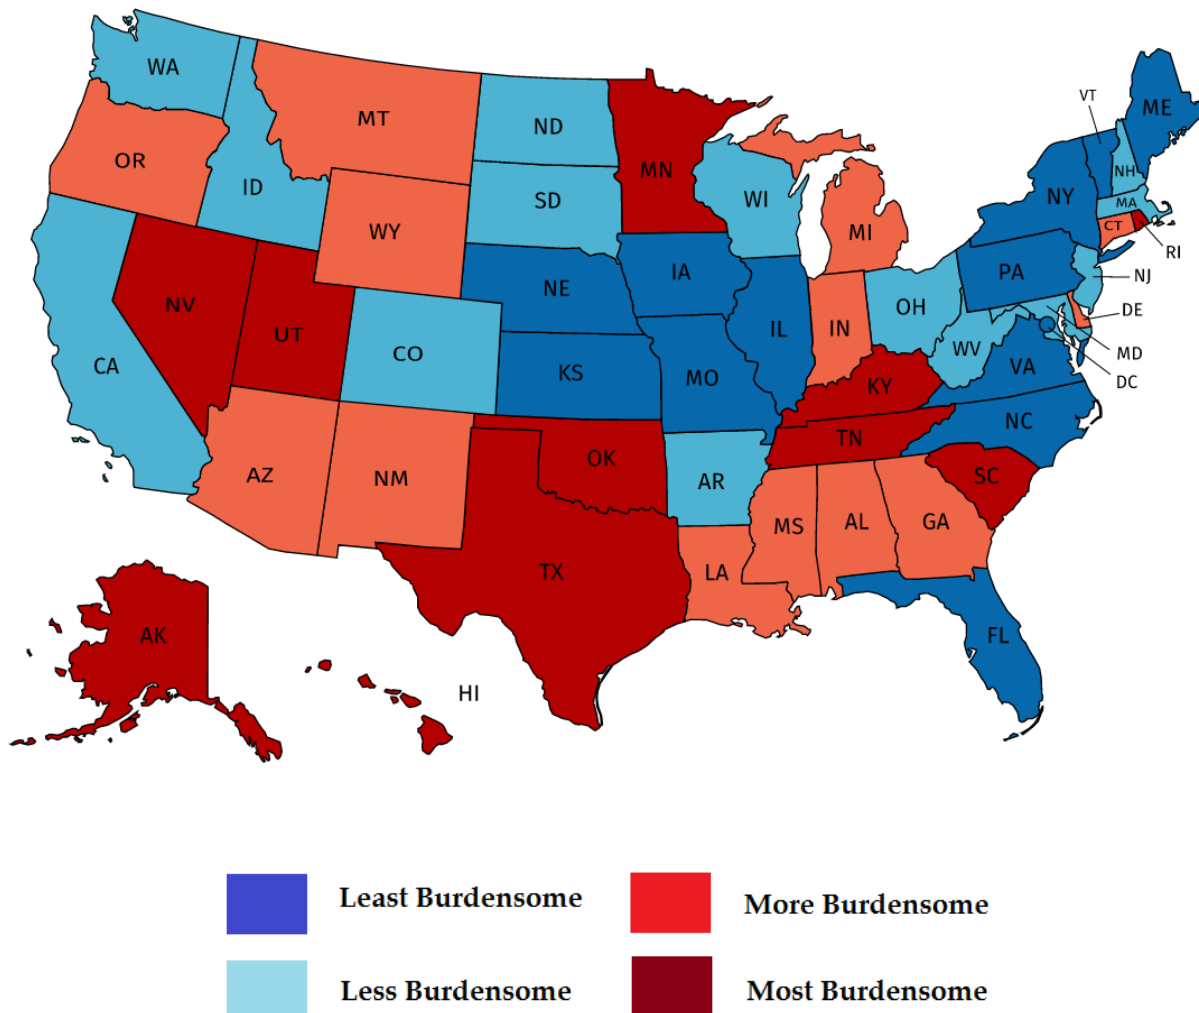 WA
MT
ND
MN
VT
ME
OR
ID
SD
WI
NH
WY
MI
NY
MA
CT
RI
NV
UT
NE
IA
PA
NJ
CA
CO
KS
MO
IL
IN
OH
WV
VA
DE
MD
DC
KY
NC
TN
AZ
NM
OK
AR
SC
MS
AL
GA
TX
LA
AK
HI
FL
Least Burdensome
More Burdensome
Less Burdensome
Most Burdensome